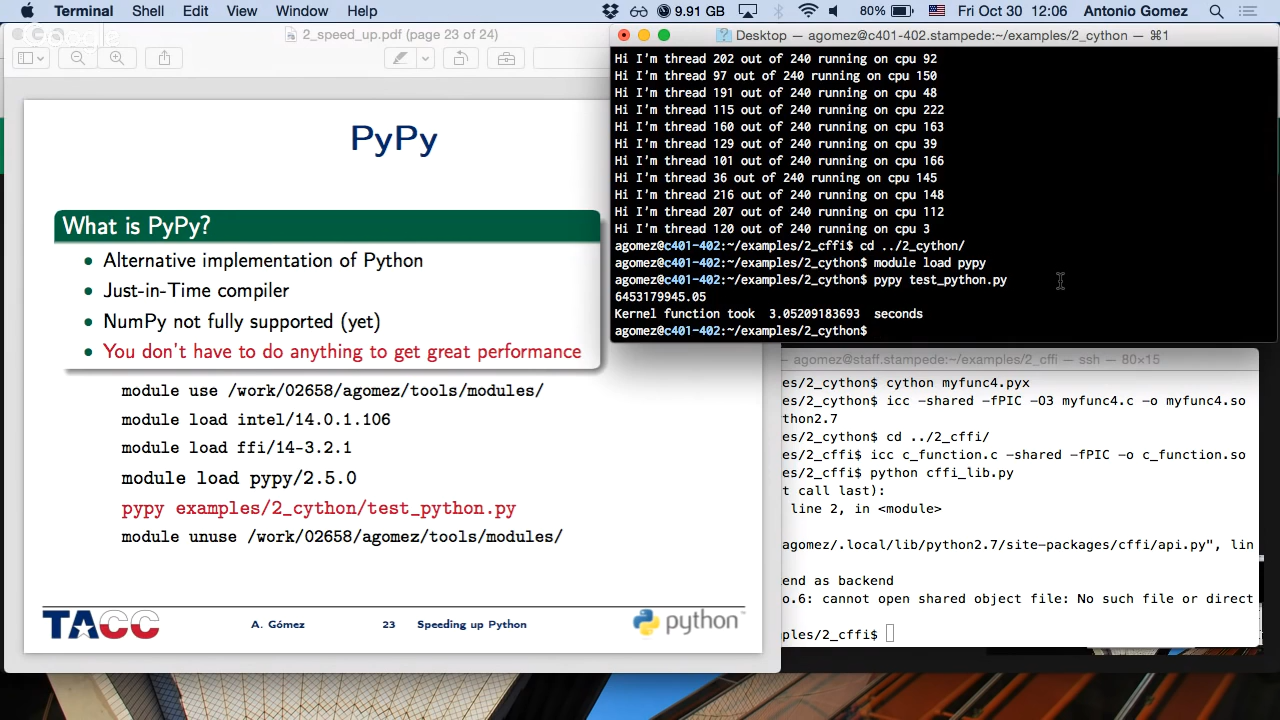 Terminal Shell Edit View Window Help 9.91 GB 80% Fri Oct 30 12:06 Antonio Gomez
Google
2_speed_up.pdf (page 23 of 24)
PyPy
What is PyPy?
• Alternative implementation of Python
• Just-in-Time compiler
• NumPy not fully supported (yet)
• You don't have to do anything to get great performance
module use /work/02658/agomez/tools/modules/
module load intel/14.0.1.106
module load ffi/14-3.2.1
module load pypy/2.5.0
pypy examples/2_cython/test_python.py
module unuse /work/02658/agomez/tools/modules/
TACC A. Gómez 23 Speeding up Python python
Desktop — agomez@c401-402.stampede:~/examples/2_cython — ⌘1
Hi I'm thread 202 out of 240 running on cpu 92
Hi I'm thread 97 out of 240 running on cpu 150
Hi I'm thread 191 out of 240 running on cpu 48
Hi I'm thread 115 out of 240 running on cpu 222
Hi I'm thread 160 out of 240 running on cpu 163
Hi I'm thread 129 out of 240 running on cpu 39
Hi I'm thread 101 out of 240 running on cpu 166
Hi I'm thread 36 out of 240 running on cpu 145
Hi I'm thread 216 out of 240 running on cpu 148
Hi I'm thread 207 out of 240 running on cpu 112
Hi I'm thread 120 out of 240 running on cpu 3
agomez@c401-402:~/examples/2_cffi$ cd ../2_cython/
agomez@c401-402:~/examples/2_cython$ module load pypy
agomez@c401-402:~/examples/2_cython$ pypy test_python.py
6453179945.05
Kernel function took 3.05209183693 seconds
agomez@c401-402:~/examples/2_cython$
— agomez@staff.stampede:~/examples/2_cffi — ssh — 80×15
es/2_cython$ cython myfunc4.pyx
es/2_cython$ icc -shared -fPIC -O3 myfunc4.c -o myfunc4.so
thon2.7
es/2_cython$ cd ../2_cffi/
es/2_cffi$ icc c_function.c -shared -fPIC -o c_function.so
es/2_cffi$ python cffi_lib.py
t call last):
line 2, in <module>
agomez/.local/lib/python2.7/site-packages/cffi/api.py", lin
end as backend
o.6: cannot open shared object file: No such file or direct
ples/2_cffi$